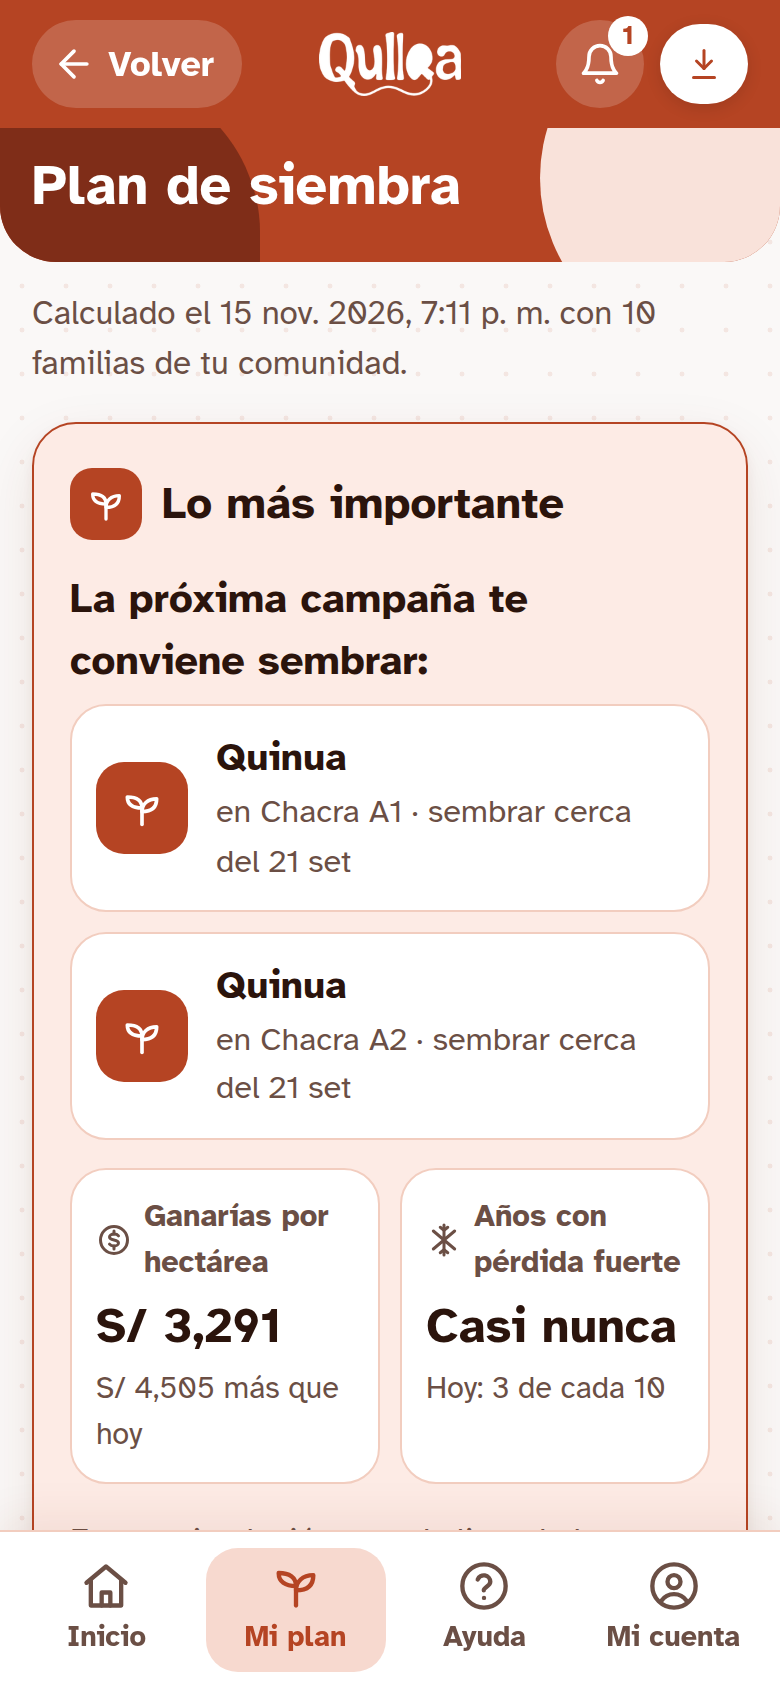 Volver
Qulloa
1
Plan de siembra
Calculado el 15 nov. 2026, 7:11 p. m. con 10
familias de tu comunidad.
Lo más importante
La próxima campaña te
conviene sembrar:
Quinua
en Chacra A1 · sembrar cerca
del 21 set
Quinua
en Chacra A2 · sembrar cerca
del 21 set
Ganarías por
hectárea
S/ 3,291
S/ 4,505 más que
hoy
Años con
pérdida fuerte
Casi nunca
Hoy: 3 de cada 10
Inicio
Mi plan
Ayuda
Mi cuenta